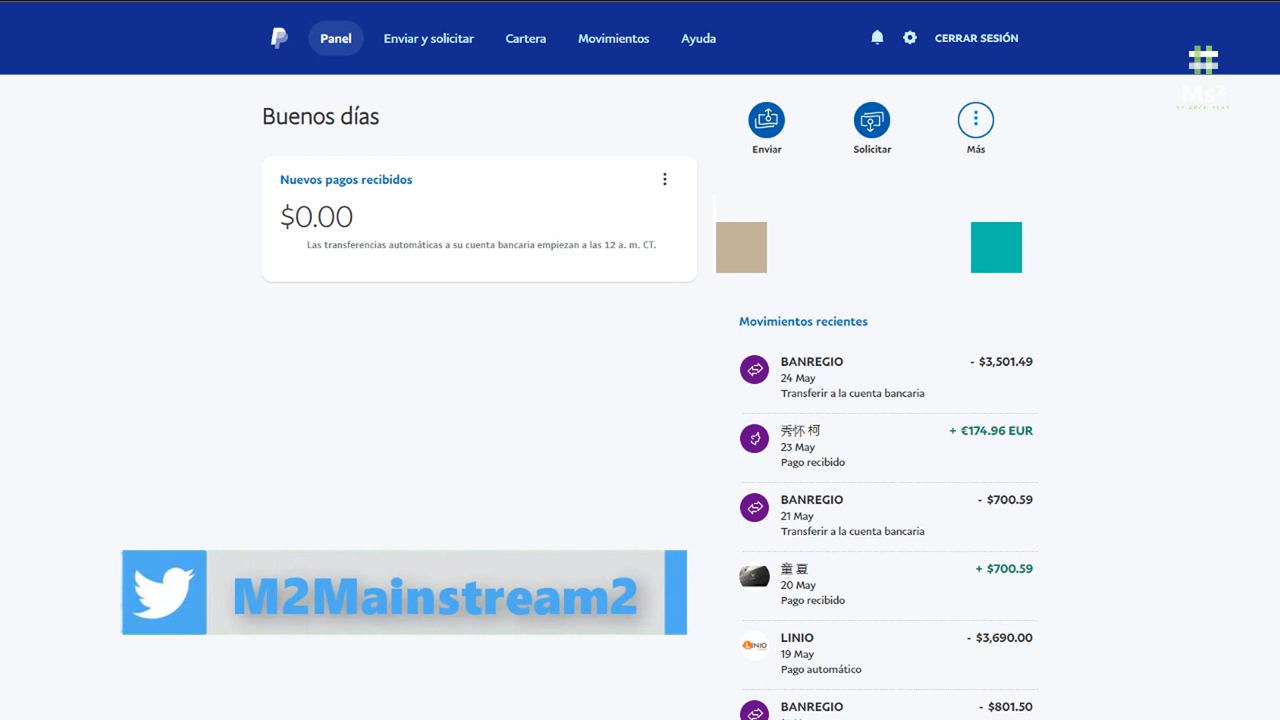 Panel
Enviar y solicitar
Cartera
Movimientos
Ayuda
CERRAR SESIÓN
Ms²
Buenos días
Enviar
Solicitar
Más
Nuevos pagos recibidos
$0.00
Las transferencias automáticas a su cuenta bancaria empiezan a las 12 a. m. CT.
Movimientos recientes
BANREGIO - $3,501.49
24 May
Transferir a la cuenta bancaria
秀怀 柯 + €174.96 EUR
23 May
Pago recibido
BANREGIO - $700.59
21 May
Transferir a la cuenta bancaria
童 夏 + $700.59
20 May
Pago recibido
LINIO
LINIO - $3,690.00
19 May
Pago automático
BANREGIO - $801.50
M2Mainstream2